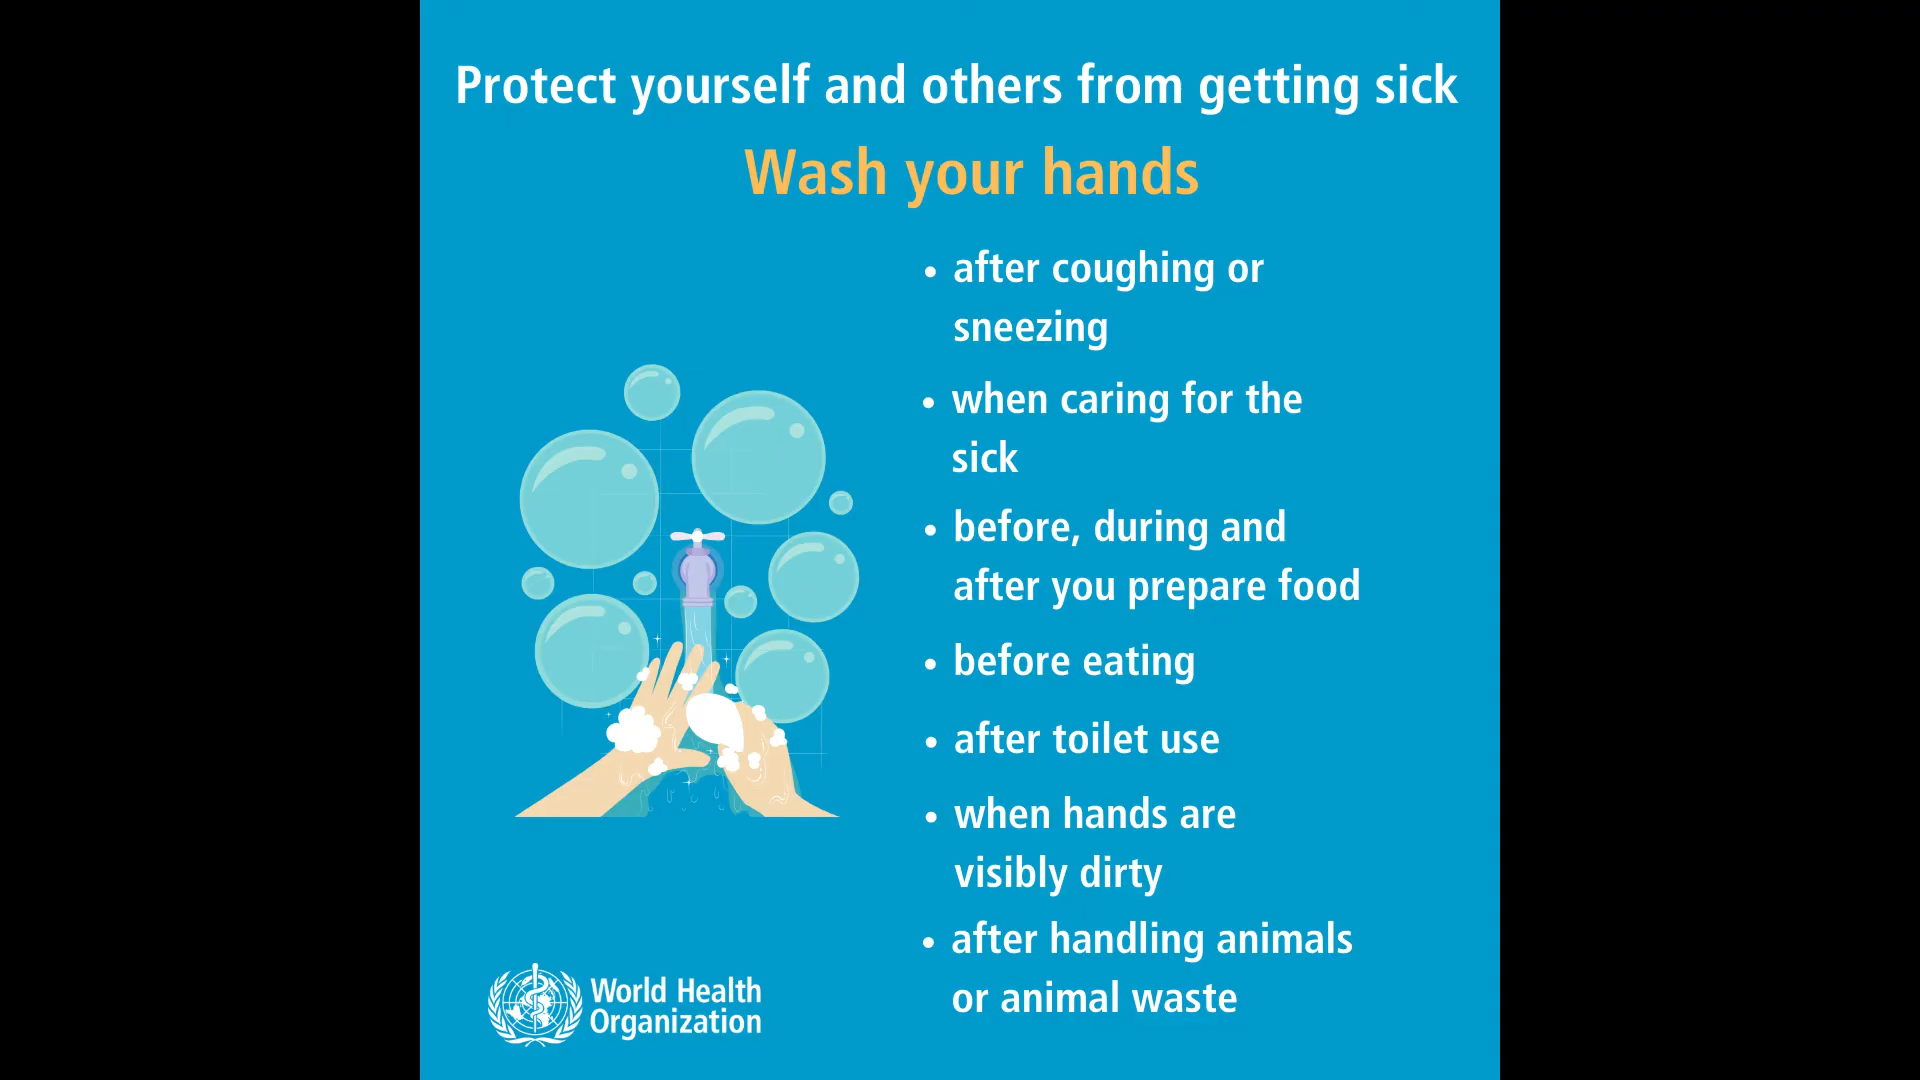 Protect yourself and others from getting sick
Wash your hands
• after coughing or
sneezing
• when caring for the
sick
• before, during and
after you prepare food
• before eating
• after toilet use
• when hands are
visibly dirty
• after handling animals
or animal waste
World Health
Organization